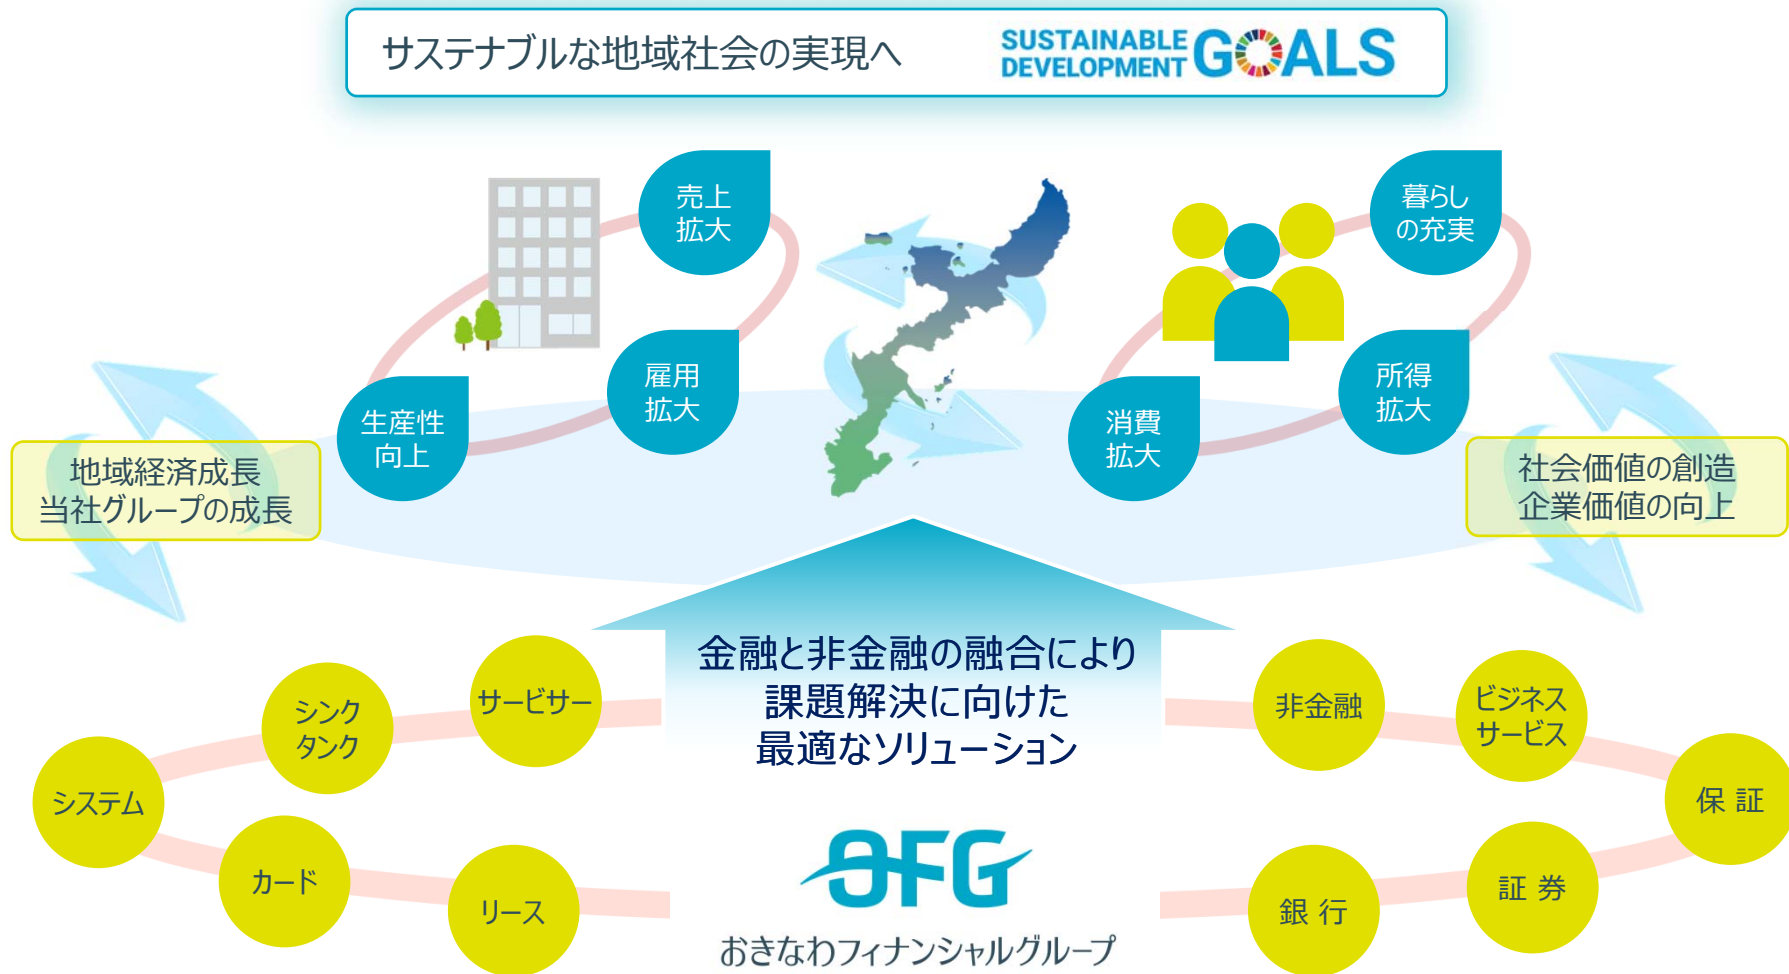 サステナブルな地域社会の実現へ
SUSTAINABLE
DEVELOPMENT
GOALS
売上
拡大
雇用
拡大
生産性
向上
暮らし
の充実
所得
拡大
消費
拡大
地域経済成長
当社グループの成長
社会価値の創造
企業価値の向上
金融と非金融の融合により
課題解決に向けた
最適なソリューション
サービサー
シンク
タンク
システム
カード
リース
非金融
ビジネス
サービス
保 証
証 券
銀 行
OFG
おきなわフィナンシャルグループ